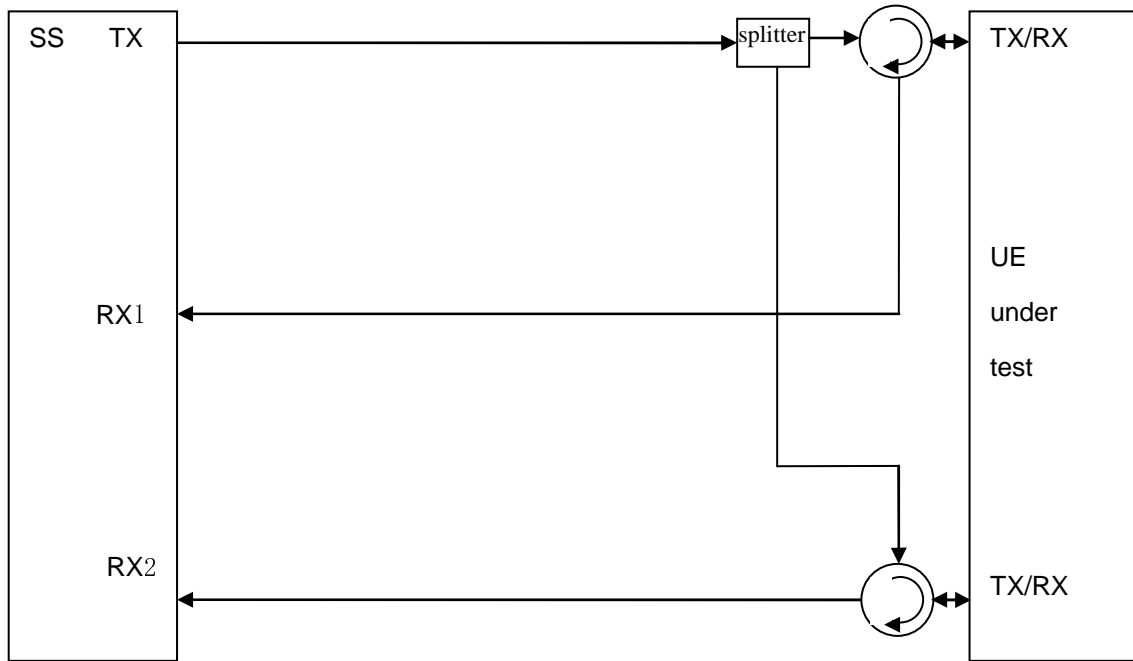 SS TX
splitter
TX/RX
RX1
UE
under
test
RX2
TX/RX